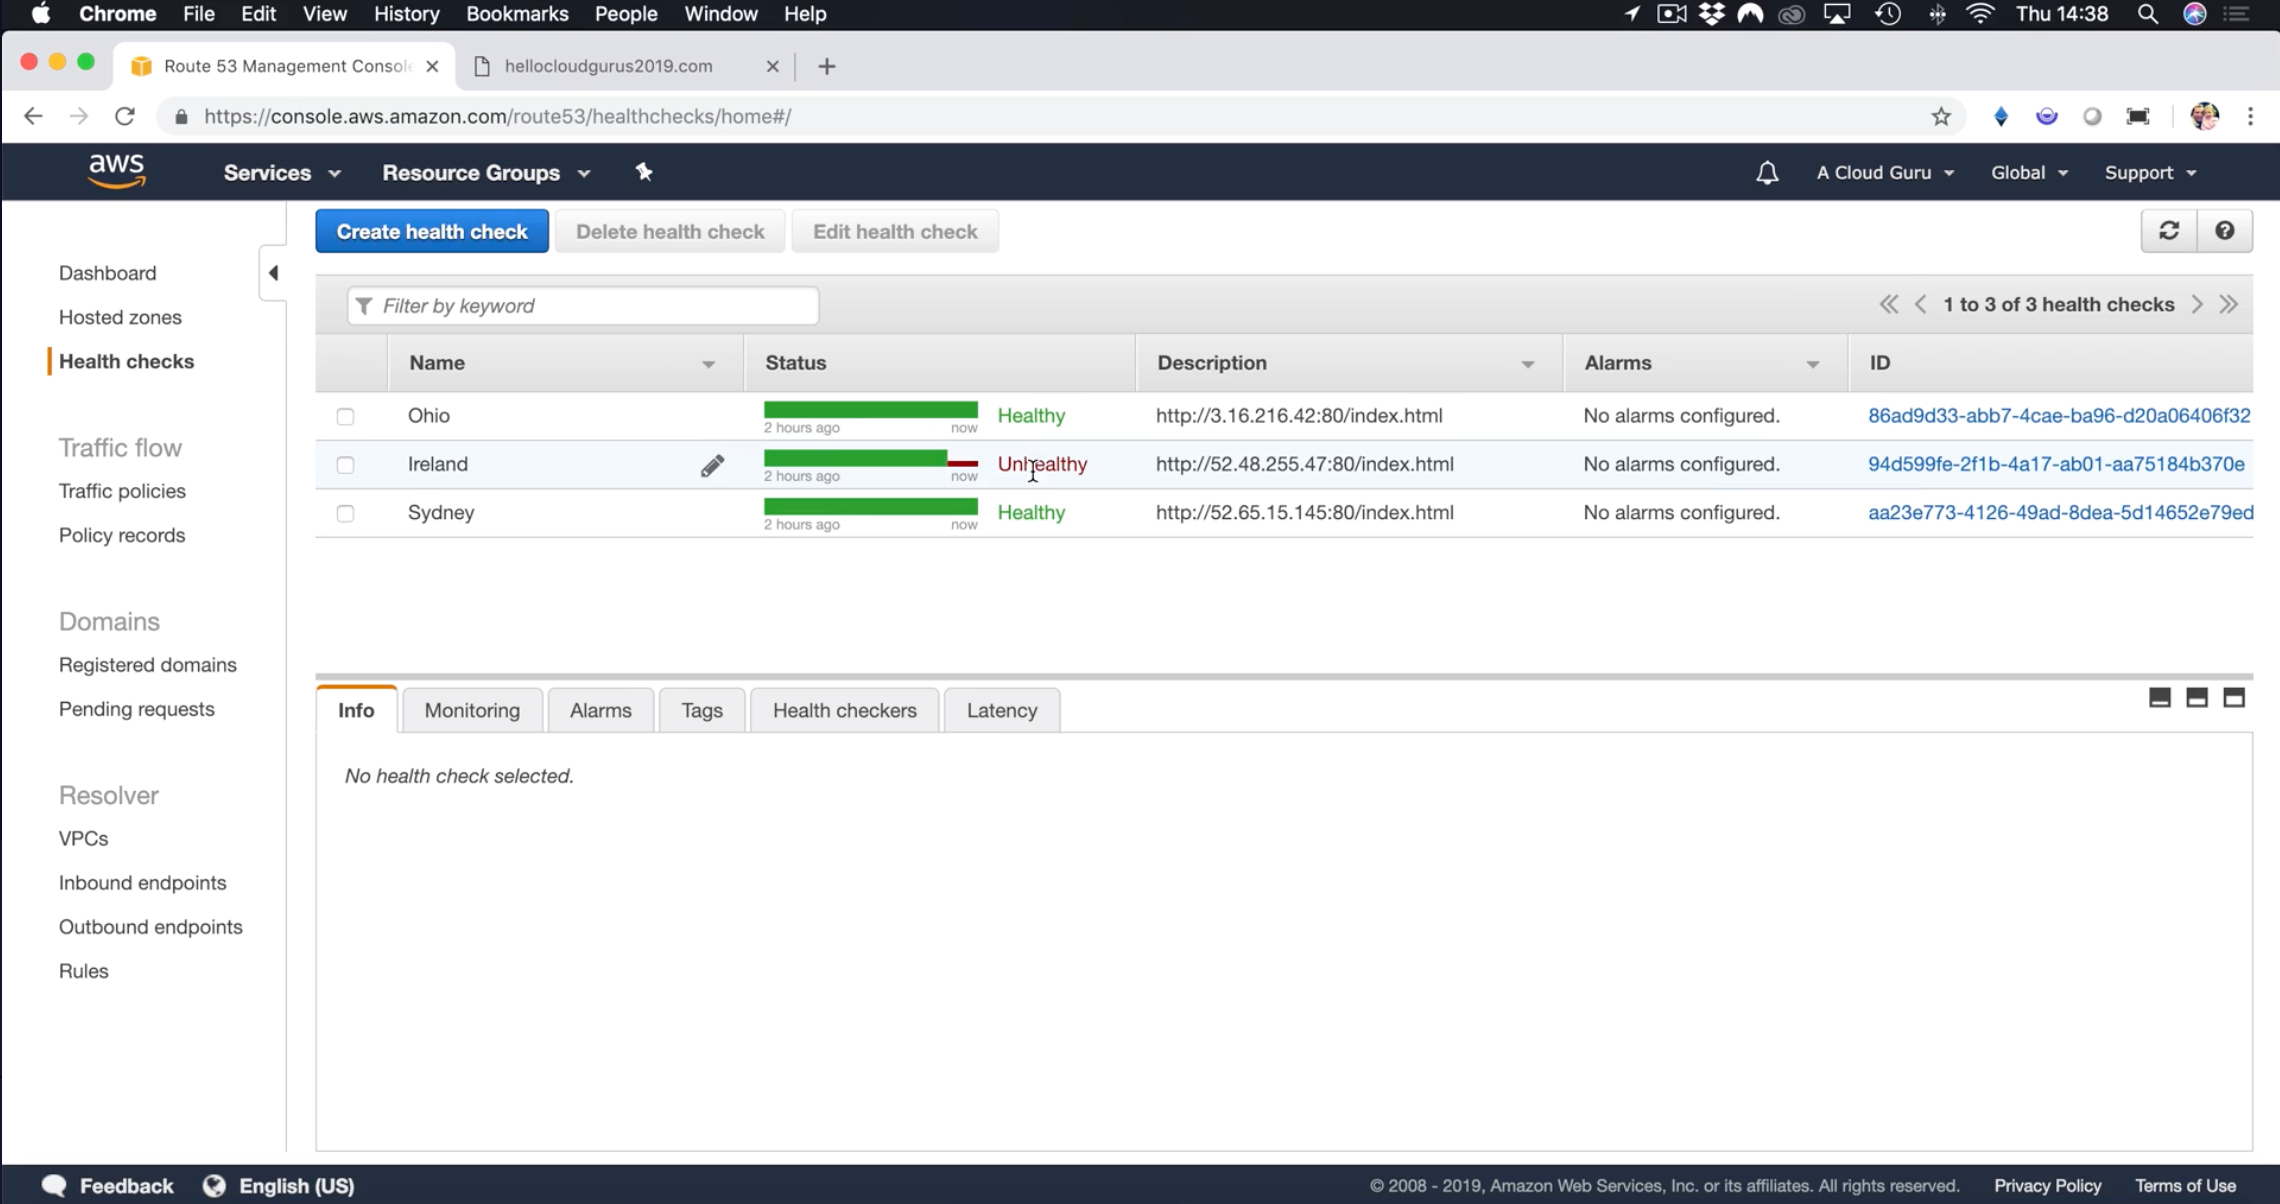 Chrome File Edit View History Bookmarks People Window Help Thu 14:38
Route 53 Management Console hellocloudgurus2019.com
https://console.aws.amazon.com/route53/healthchecks/home#/
aws Services Resource Groups A Cloud Guru Global Support
Create health check Delete health check Edit health check
Dashboard
Hosted zones
Health checks
Traffic flow
Traffic policies
Policy records
Domains
Registered domains
Pending requests
Resolver
VPCs
Inbound endpoints
Outbound endpoints
Rules
Filter by keyword 1 to 3 of 3 health checks
Name Status Description Alarms ID
Ohio Healthy http://3.16.216.42:80/index.html No alarms configured. 86ad9d33-abb7-4cae-ba96-d20a06406f32
2 hours ago now
Ireland Unhealthy http://52.48.255.47:80/index.html No alarms configured. 94d599fe-2f1b-4a17-ab01-aa75184b370e
2 hours ago now
Sydney Healthy http://52.65.15.145:80/index.html No alarms configured. aa23e773-4126-49ad-8dea-5d14652e79ed
2 hours ago now
Info Monitoring Alarms Tags Health checkers Latency
No health check selected.
Feedback English (US) © 2008 - 2019, Amazon Web Services, Inc. or its affiliates. All rights reserved. Privacy Policy Terms of Use